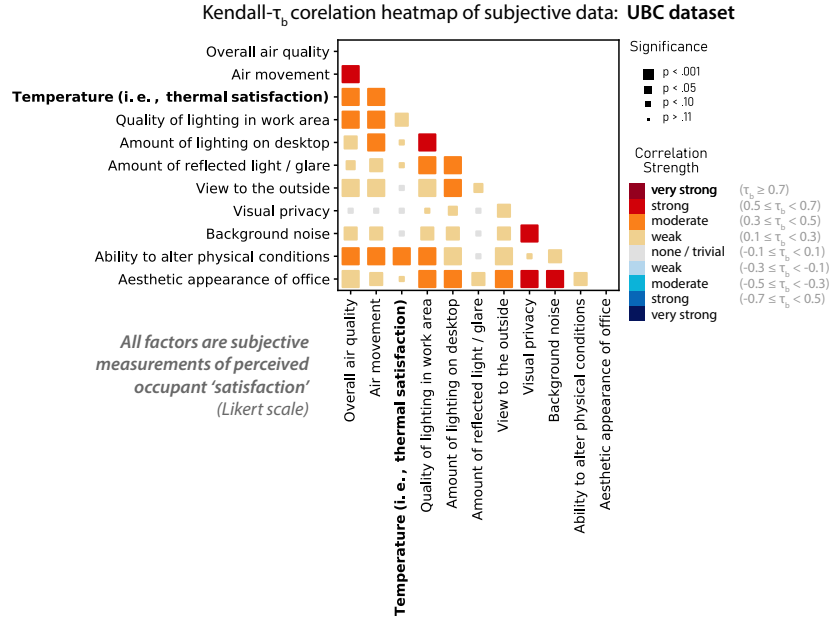 Kendall-τb corelation heatmap of subjective data: UBC dataset
Overall air quality
Air movement
Temperature (i. e., thermal satisfaction)
Quality of lighting in work area
Amount of lighting on desktop
Amount of reflected light / glare
View to the outside
Visual privacy
Background noise
Ability to alter physical conditions
Aesthetic appearance of office
Significance
p < .001
p < .05
p < .10
p > .11
Correlation
Strength
very strong (τb ≥ 0.7)
strong (0.5 ≤ τb < 0.7)
moderate (0.3 ≤ τb < 0.5)
weak (0.1 ≤ τb < 0.3)
none / trivial (-0.1 ≤ τb < 0.1)
weak (-0.3 ≤ τb < -0.1)
moderate (-0.5 ≤ τb < -0.3)
strong (-0.7 ≤ τb < 0.5)
very strong
All factors are subjective
measurements of perceived
occupant ‘satisfaction’
(Likert scale)
Overall air quality
Air movement
Temperature (i. e., thermal satisfaction)
Quality of lighting in work area
Amount of lighting on desktop
Amount of reflected light / glare
View to the outside
Visual privacy
Background noise
Ability to alter physical conditions
Aesthetic appearance of office